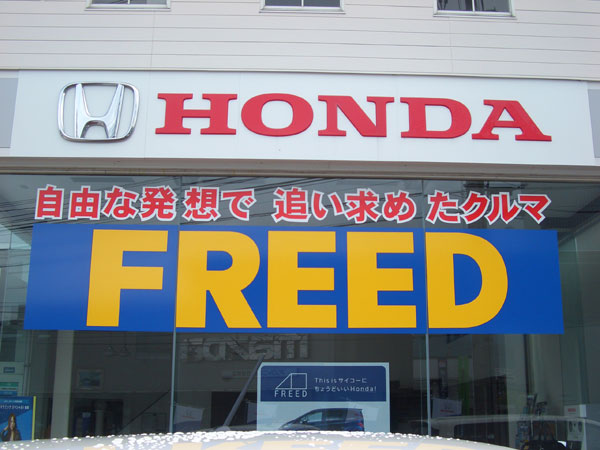 HONDA
自由な発想で 追い求めたクルマ
FREED
This is サイコーに
ちょうどいい Honda!
FREED